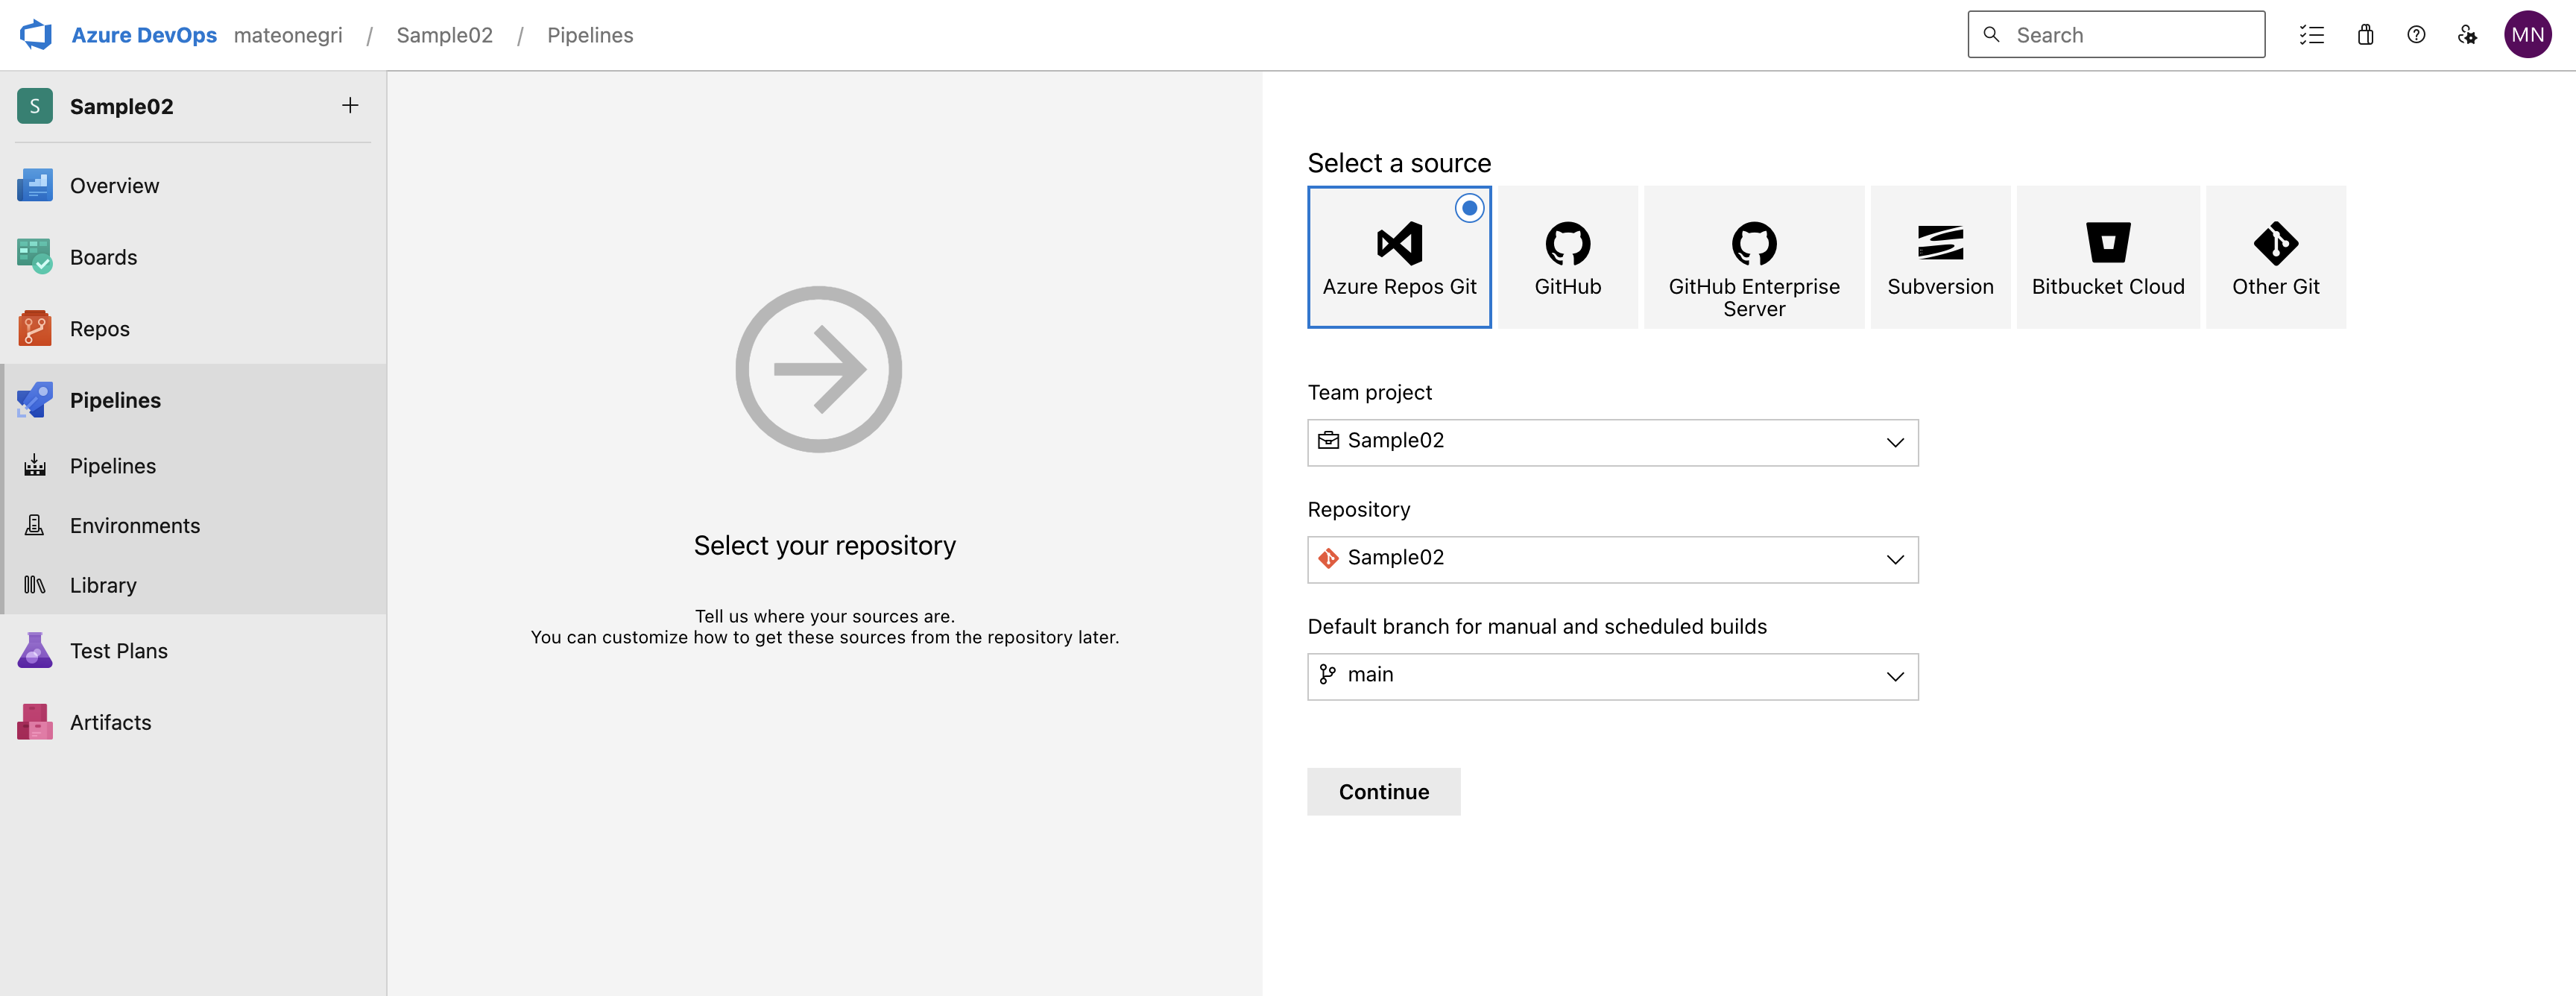 Azure DevOps mateonegri / Sample02 / Pipelines
Search
MN
S Sample02
Overview
Boards
Repos
Pipelines
Pipelines
Environments
Library
Test Plans
Artifacts
Select your repository
Tell us where your sources are.
You can customize how to get these sources from the repository later.
Select a source
Azure Repos Git
GitHub
GitHub Enterprise
Server
Subversion
Bitbucket Cloud
Other Git
Team project
Sample02
Repository
Sample02
Default branch for manual and scheduled builds
main
Continue